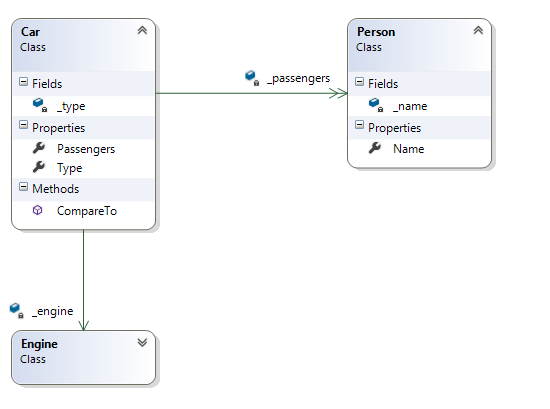 Car
Class
Fields
_type
Properties
Passengers
Type
Methods
CompareTo
_passengers
Person
Class
Fields
_name
Properties
Name
_engine
Engine
Class